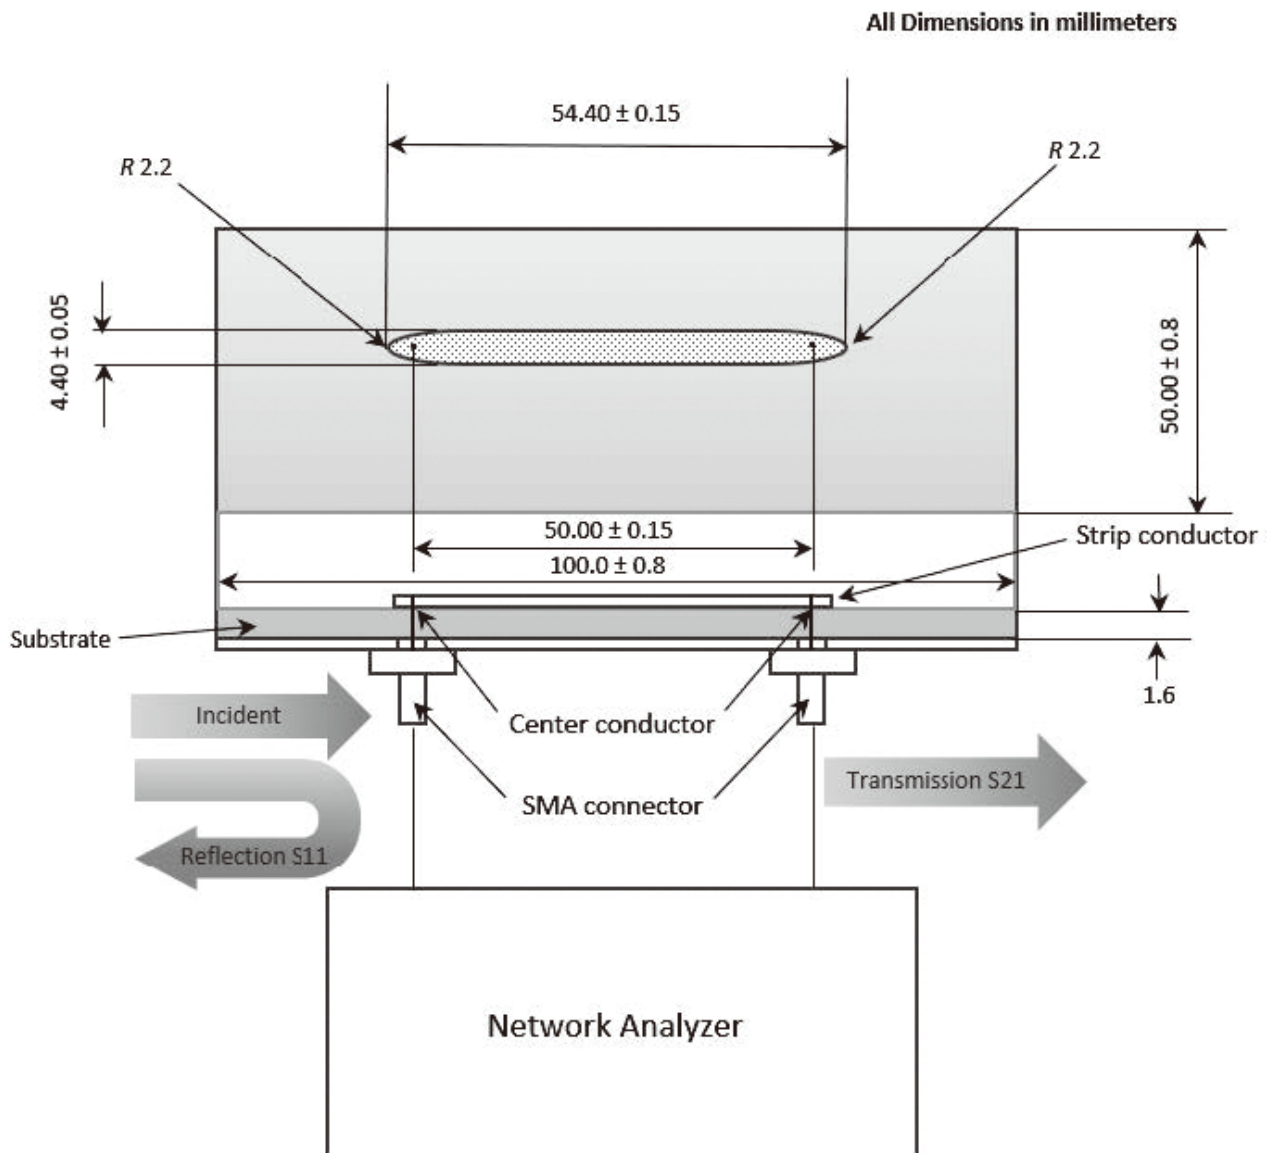 All Dimensions in millimeters
54.40 ± 0.15
R 2.2
R 2.2
4.40 ± 0.05
50.00 ± 0.8
50.00 ± 0.15
Strip conductor
100.0 ± 0.8
Substrate
1.6
Incident
Center conductor
Transmission S21
SMA connector
Reflection S11
Network Analyzer